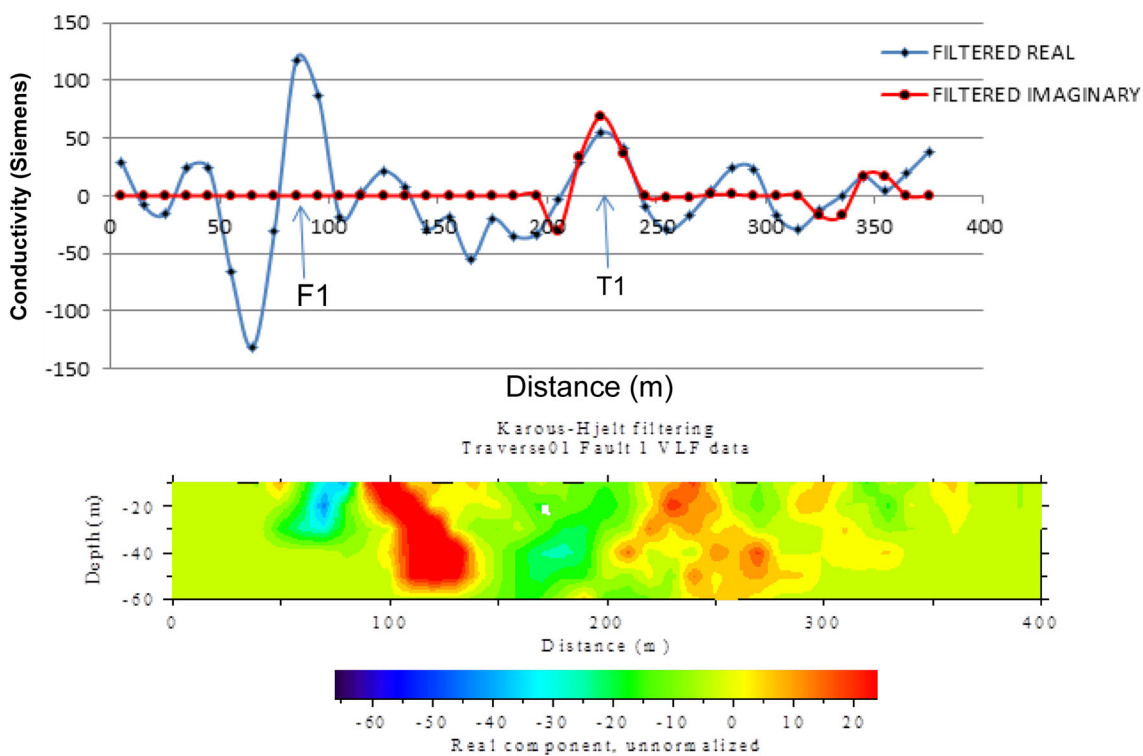 150
100
50
0
-50
-100
-150
Conductivity (Siemens)
FILTERED REAL
FILTERED IMAGINARY
0 50 100 150 200 250 300 350 400
F1
T1
Distance (m)
Karous-Hjelt filtering
Traverse01 Fault 1 VLF data
Depth (m)
-20
-40
-60
0 100 200 300 400
Distance (m)
-60 -50 -40 -30 -20 -10 0 10 20
Real component, unnormalized